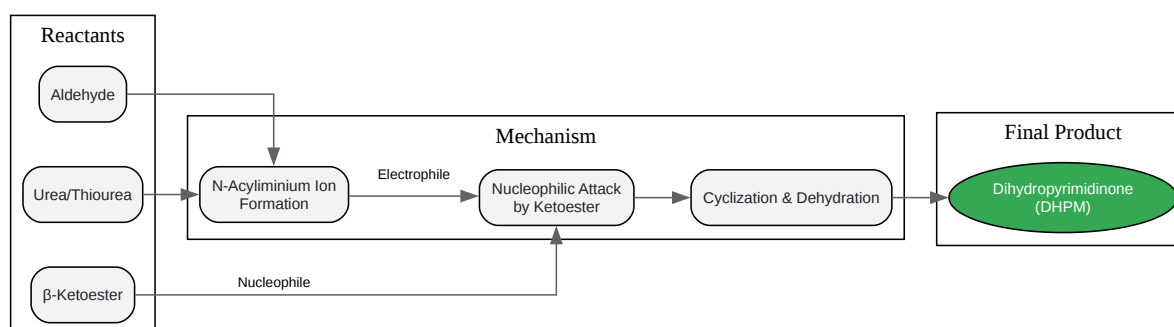 Reactants
Aldehyde
Urea/Thiourea
β-Ketoester
Mechanism
N-Acyliminium Ion
Formation
Electrophile
Nucleophilic Attack
by Ketoester
Cyclization & Dehydration
Nucleophile
Final Product
Dihydropyrimidinone
(DHPM)